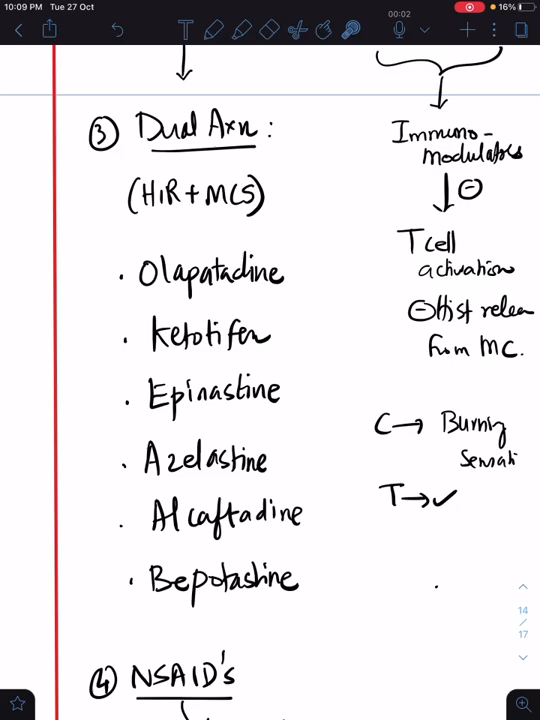 10:09 PM Tue 27 Oct
00:02
16%
③ Dual Axn :
(H1R + MCS)
· Olapatadine
· Ketotifen
· Epinastine
· Azelastine
· Alcaftadine
· Bepotastine
④ NSAID's
Immuno-
modulators
↓ ⊖
T cell
activation
⊖ Hist release
from MC.
C → Burning
Sensati
T → ✓
14
/
17